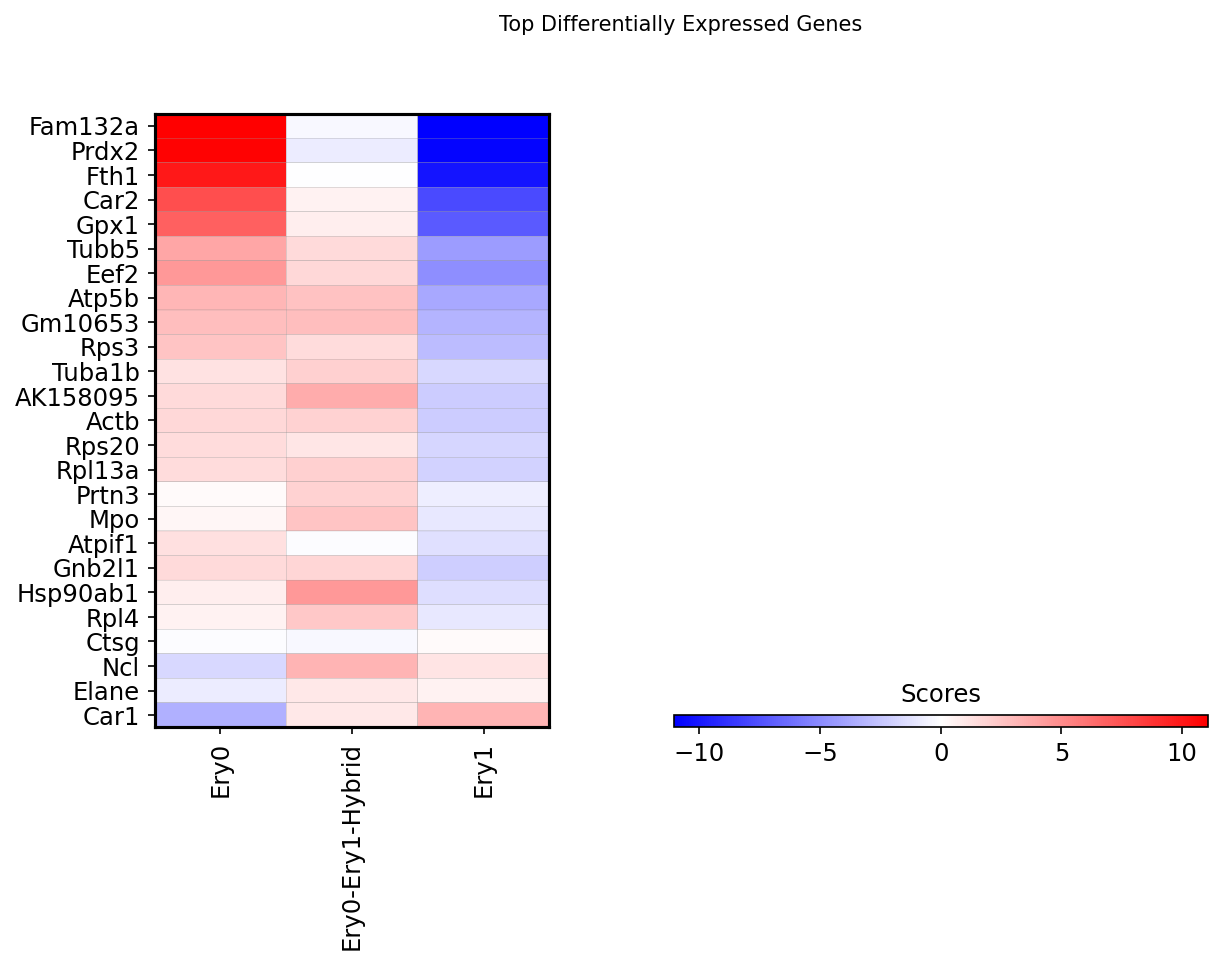 Top Differentially Expressed Genes
Fam132a
Prdx2
Fth1
Car2
Gpx1
Tubb5
Eef2
Atp5b
Gm10653
Rps3
Tuba1b
AK158095
Actb
Rps20
Rpl13a
Prtn3
Mpo
Atpif1
Gnb2l1
Hsp90ab1
Rpl4
Ctsg
Ncl
Elane
Car1
Ery0
Ery0-Ery1-Hybrid
Ery1
Scores
−10 −5 0 5 10